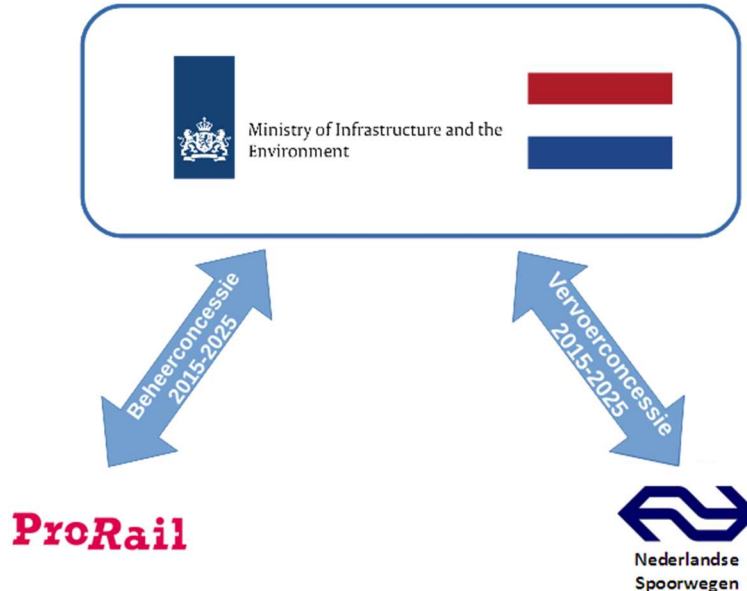 Ministry of Infrastructure and the
Environment
Beheerconcessie
2015-2025
Vervoerconcessie
2015-2025
ProRail
Nederlandse
Spoorwegen